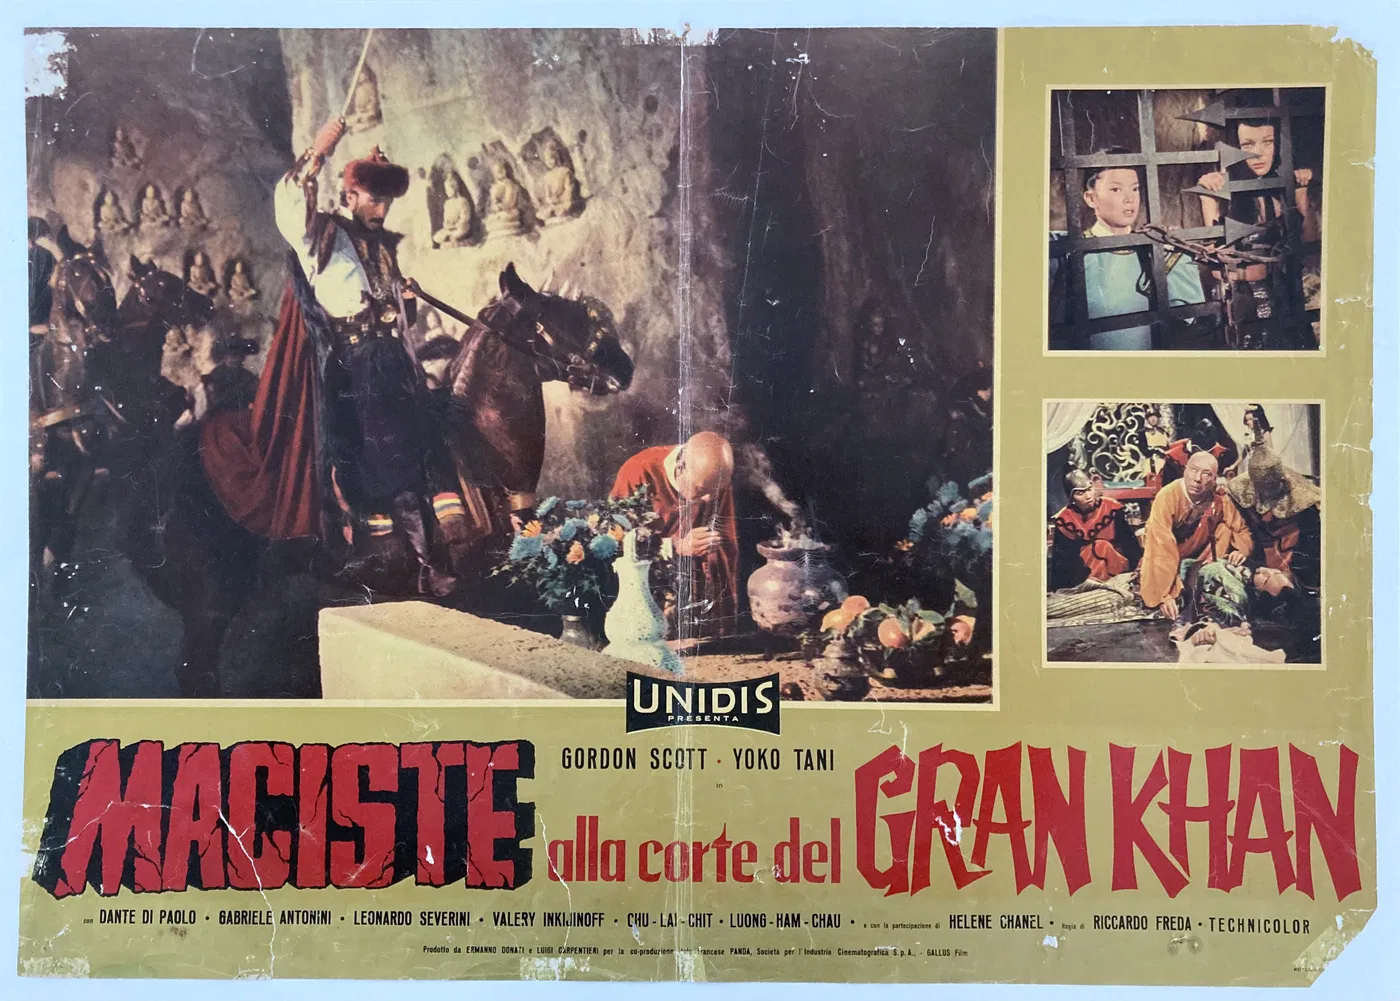 UNIDIS
PRESENTA
GORDON SCOTT · YOKO TANI
in
MACISTE alla corte del GRAN KHAN
con DANTE DI PAOLO · GABRIELE ANTONINI · LEONARDO SEVERINI · VALERY INKIJINOFF · CHU-LAI-CHIT · LUONG-HAM-CHAU · e con la partecipazione di HELENE CHANEL · Regia di RICCARDO FREDA · TECHNICOLOR
Prodotto da ERMANNO DONATI e LUIGI CARPENTIERI per la co-produzione francese PANDA, Società per l'Industria Cinematografica S.p.A., - GALLUS Film